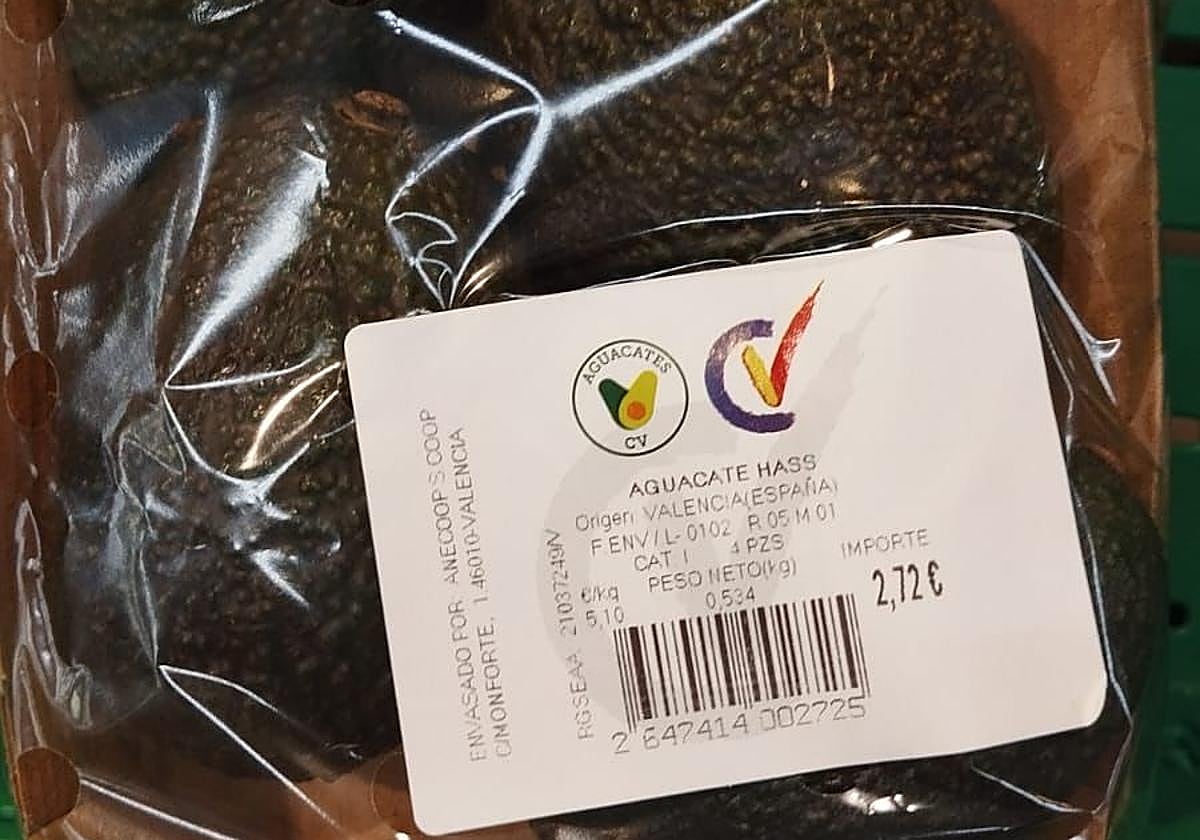 AGUACATES
CV
CV
AGUACATE HASS
Origen VALENCIA(ESPAÑA)
F.ENV/L-0102 R 05 M 01
CAT I 4 PZS
PESO NETO(kg)
0,534
€/kg
5,10
IMPORTE
2,72 €
2 647414 002725
ENVASADO POR: ANECOOP S COOP
C/MONFORTE, 1.46010-VALENCIA
RGSEAA 21037249/V